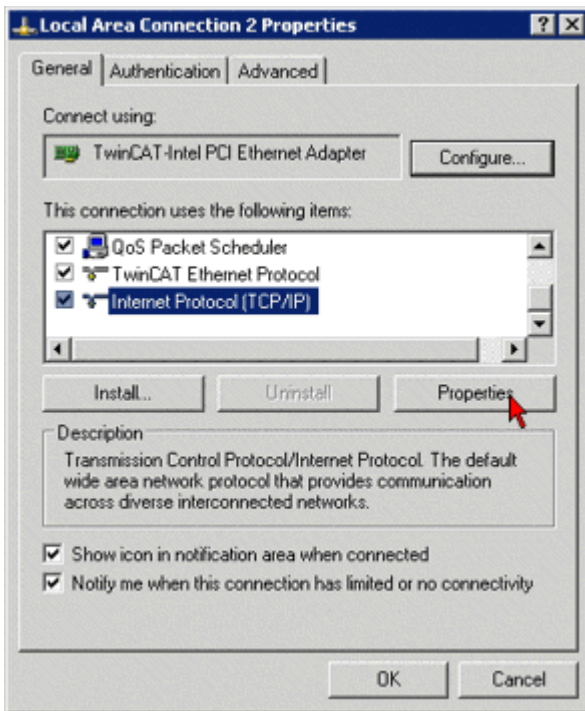 Local Area Connection 2 Properties
General
Authentication
Advanced
Connect using:
TwinCAT-Intel PCI Ethernet Adapter
Configure...
This connection uses the following items:
QoS Packet Scheduler
TwinCAT Ethernet Protocol
Internet Protocol (TCP/IP)
Install...
Uninstall
Properties
Description
Transmission Control Protocol/Internet Protocol. The default
wide area network protocol that provides communication
across diverse interconnected networks.
Show icon in notification area when connected
Notify me when this connection has limited or no connectivity
OK
Cancel